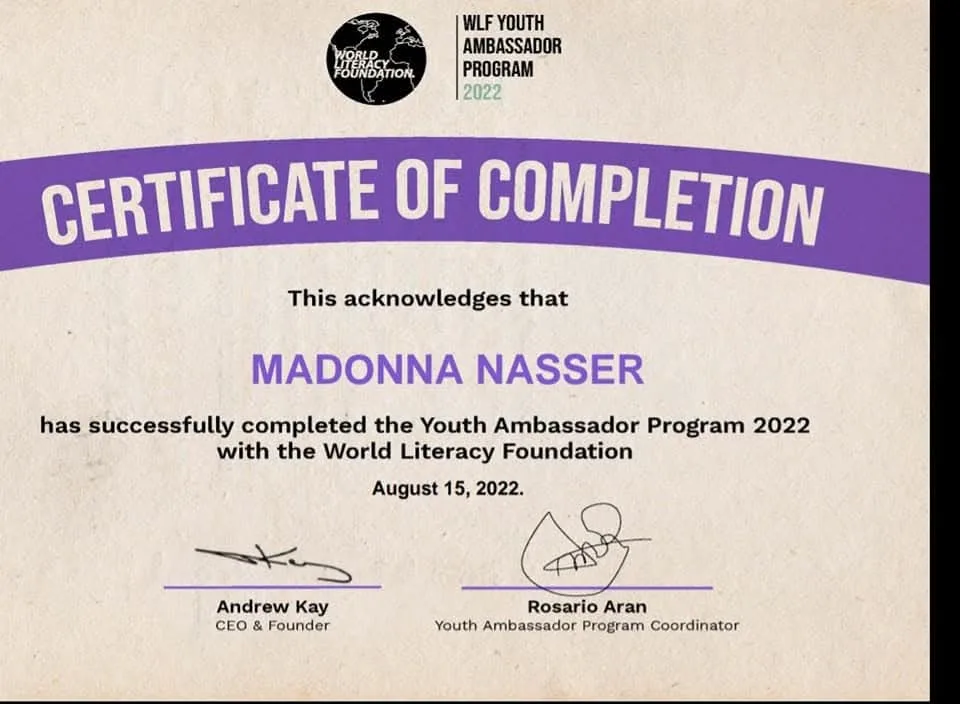 WORLD
LITERACY
FOUNDATION.
WLF YOUTH
AMBASSADOR
PROGRAM
2022
CERTIFICATE OF COMPLETION
This acknowledges that
MADONNA NASSER
has successfully completed the Youth Ambassador Program 2022
with the World Literacy Foundation
August 15, 2022.
Andrew Kay
CEO & Founder
Rosario Aran
Youth Ambassador Program Coordinator